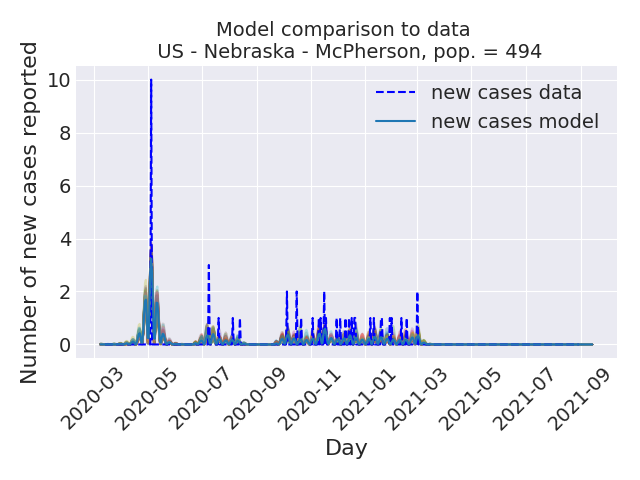 Model comparison to data
US - Nebraska - McPherson, pop. = 494
Number of new cases reported
10
8
6
4
2
0
new cases data
new cases model
2020-03
2020-05
2020-07
2020-09
2020-11
2021-01
2021-03
2021-05
2021-07
2021-09
Day